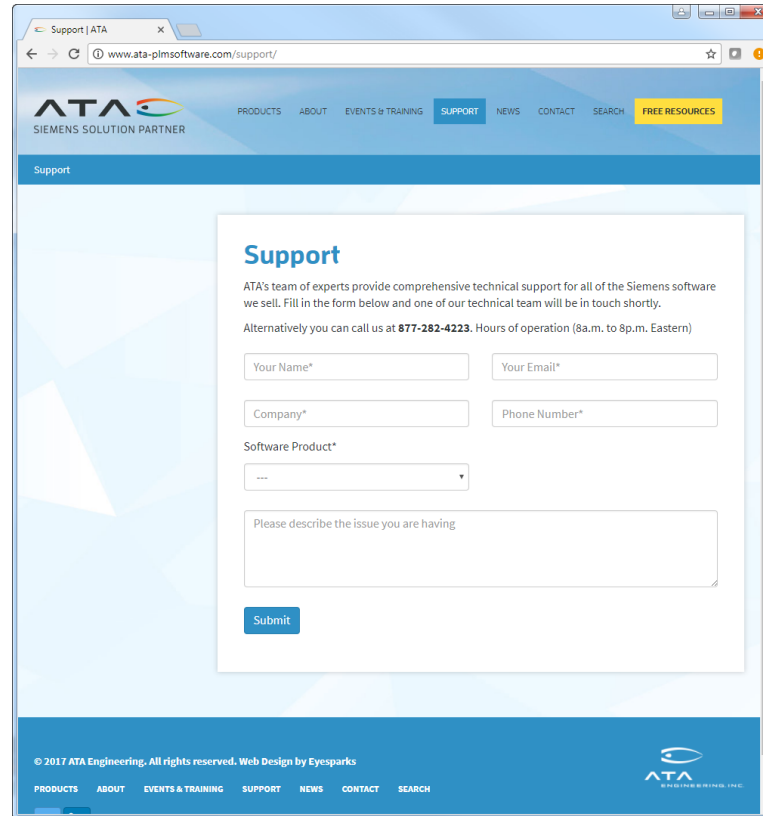 Support | ATA
www.ata-plmsoftware.com/support/
ATA
SIEMENS SOLUTION PARTNER
PRODUCTS ABOUT EVENTS & TRAINING SUPPORT NEWS CONTACT SEARCH FREE RESOURCES
Support
Support
ATA's team of experts provide comprehensive technical support for all of the Siemens software
we sell. Fill in the form below and one of our technical team will be in touch shortly.
Alternatively you can call us at 877-282-4223. Hours of operation (8a.m. to 8p.m. Eastern)
Your Name* Your Email*
Company* Phone Number*
Software Product*
---
Please describe the issue you are having
Submit
© 2017 ATA Engineering. All rights reserved. Web Design by Eyesparks
PRODUCTS ABOUT EVENTS & TRAINING SUPPORT NEWS CONTACT SEARCH
ATA
ENGINEERING, INC.